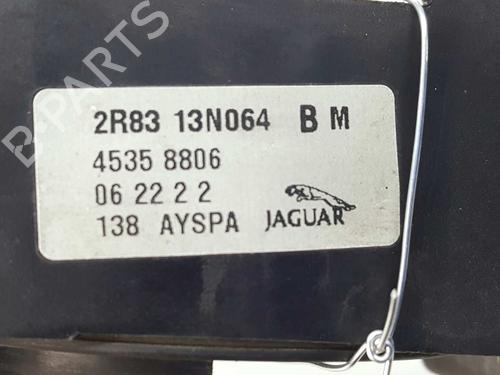 B-PARTS
2R83 13N064 B M
4535 8806
06 22 2 2
138 AYSPA JAGUAR